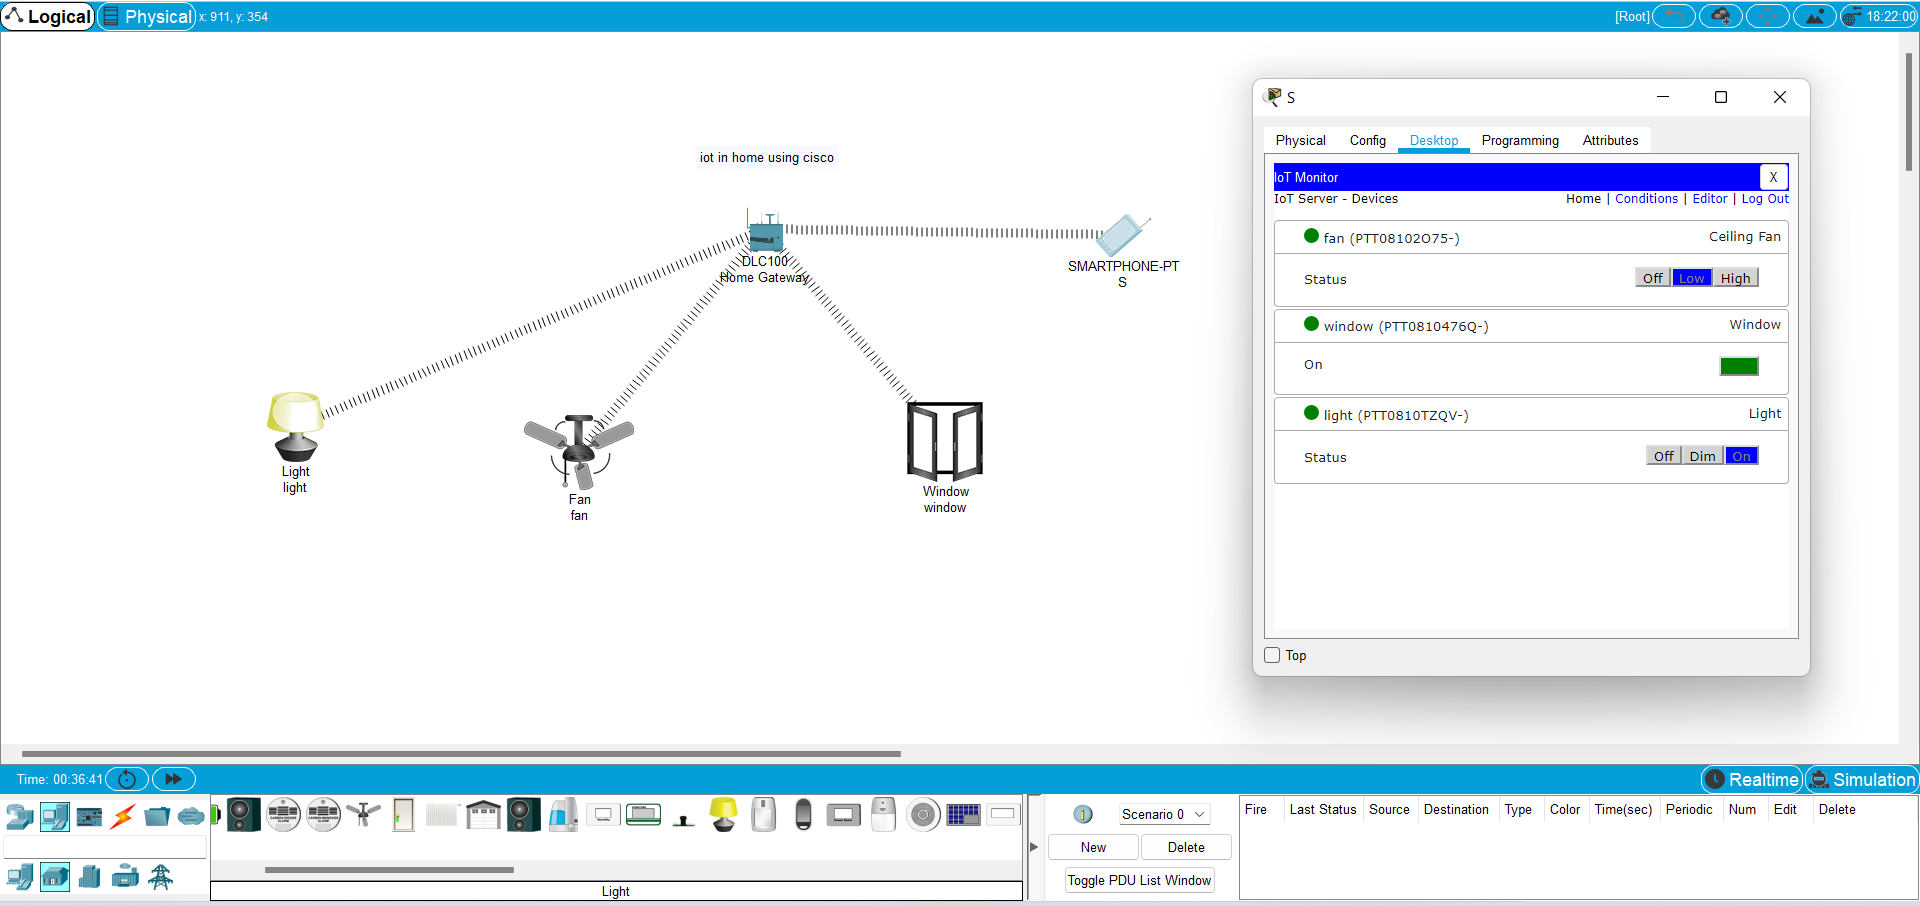 Logical Physical x: 911, y: 354 [Root] 18:22:00
iot in home using cisco
DLC100
Home Gateway
SMARTPHONE-PT
S
Light
light
Fan
fan
Window
window
S
Physical Config Desktop Programming Attributes
IoT Monitor X
IoT Server - Devices Home | Conditions | Editor | Log Out
fan (PTT08102O75-) Ceiling Fan
Status Off Low High
window (PTT0810476Q-) Window
On
light (PTT0810TZQV-) Light
Status Off Dim On
Top
Time: 00:36:41 Realtime Simulation
Scenario 0
New Delete
Toggle PDU List Window
Fire Last Status Source Destination Type Color Time(sec) Periodic Num Edit Delete
Light